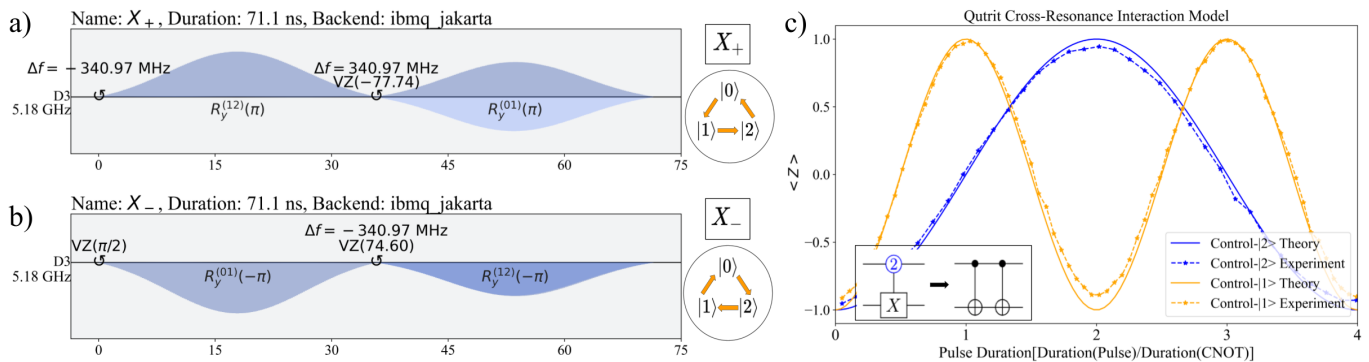 a)
Name: X₊, Duration: 71.1 ns, Backend: ibmq_jakarta
Δf = − 340.97 MHz
Δf = 340.97 MHz
VZ(−77.74)
D3
5.18 GHz
R_y^(12)(π)
R_y^(01)(π)
0 15 30 45 60 75
X₊
|0⟩
|1⟩ |2⟩
b)
Name: X₋, Duration: 71.1 ns, Backend: ibmq_jakarta
Δf = − 340.97 MHz
VZ(π/2)
VZ(74.60)
D3
5.18 GHz
R_y^(01)(−π)
R_y^(12)(−π)
0 15 30 45 60 75
X₋
|0⟩
|1⟩ |2⟩
c)
Qutrit Cross-Resonance Interaction Model
< Z >
1.0
0.5
0.0
−0.5
−1.0
2
X
Control-|2> Theory
Control-|2> Experiment
Control-|1> Theory
Control-|1> Experiment
0 1 2 3 4
Pulse Duration[Duration(Pulse)/Duration(CNOT)]